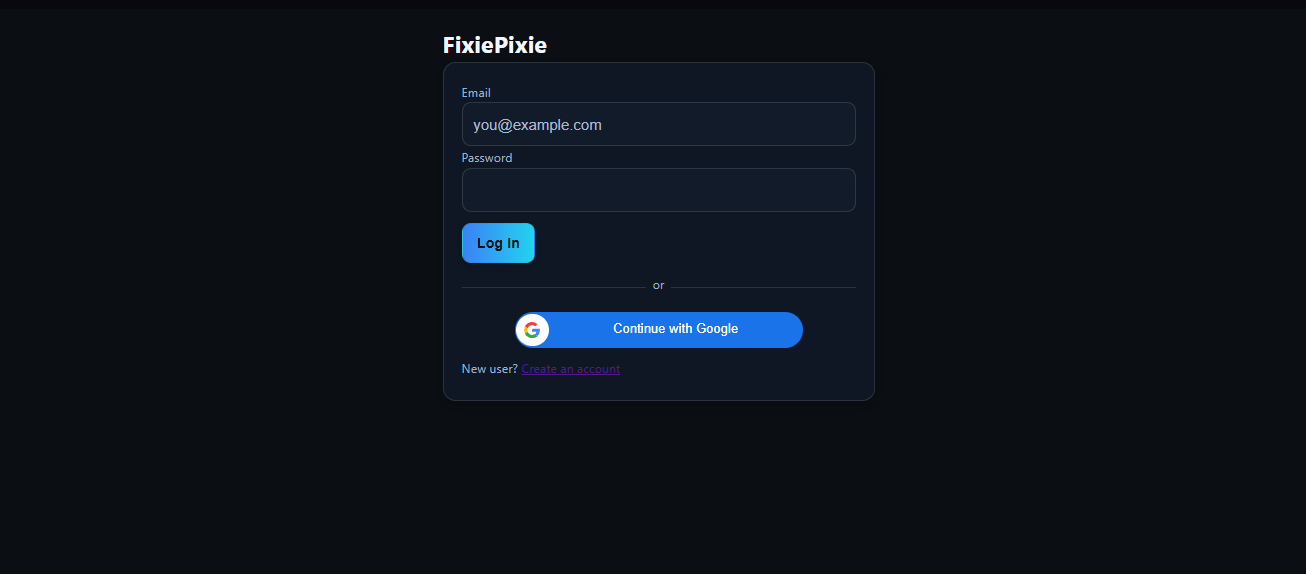 FixiePixie
Email
you@example.com
Password
Log In
or
Continue with Google
New user? Create an account